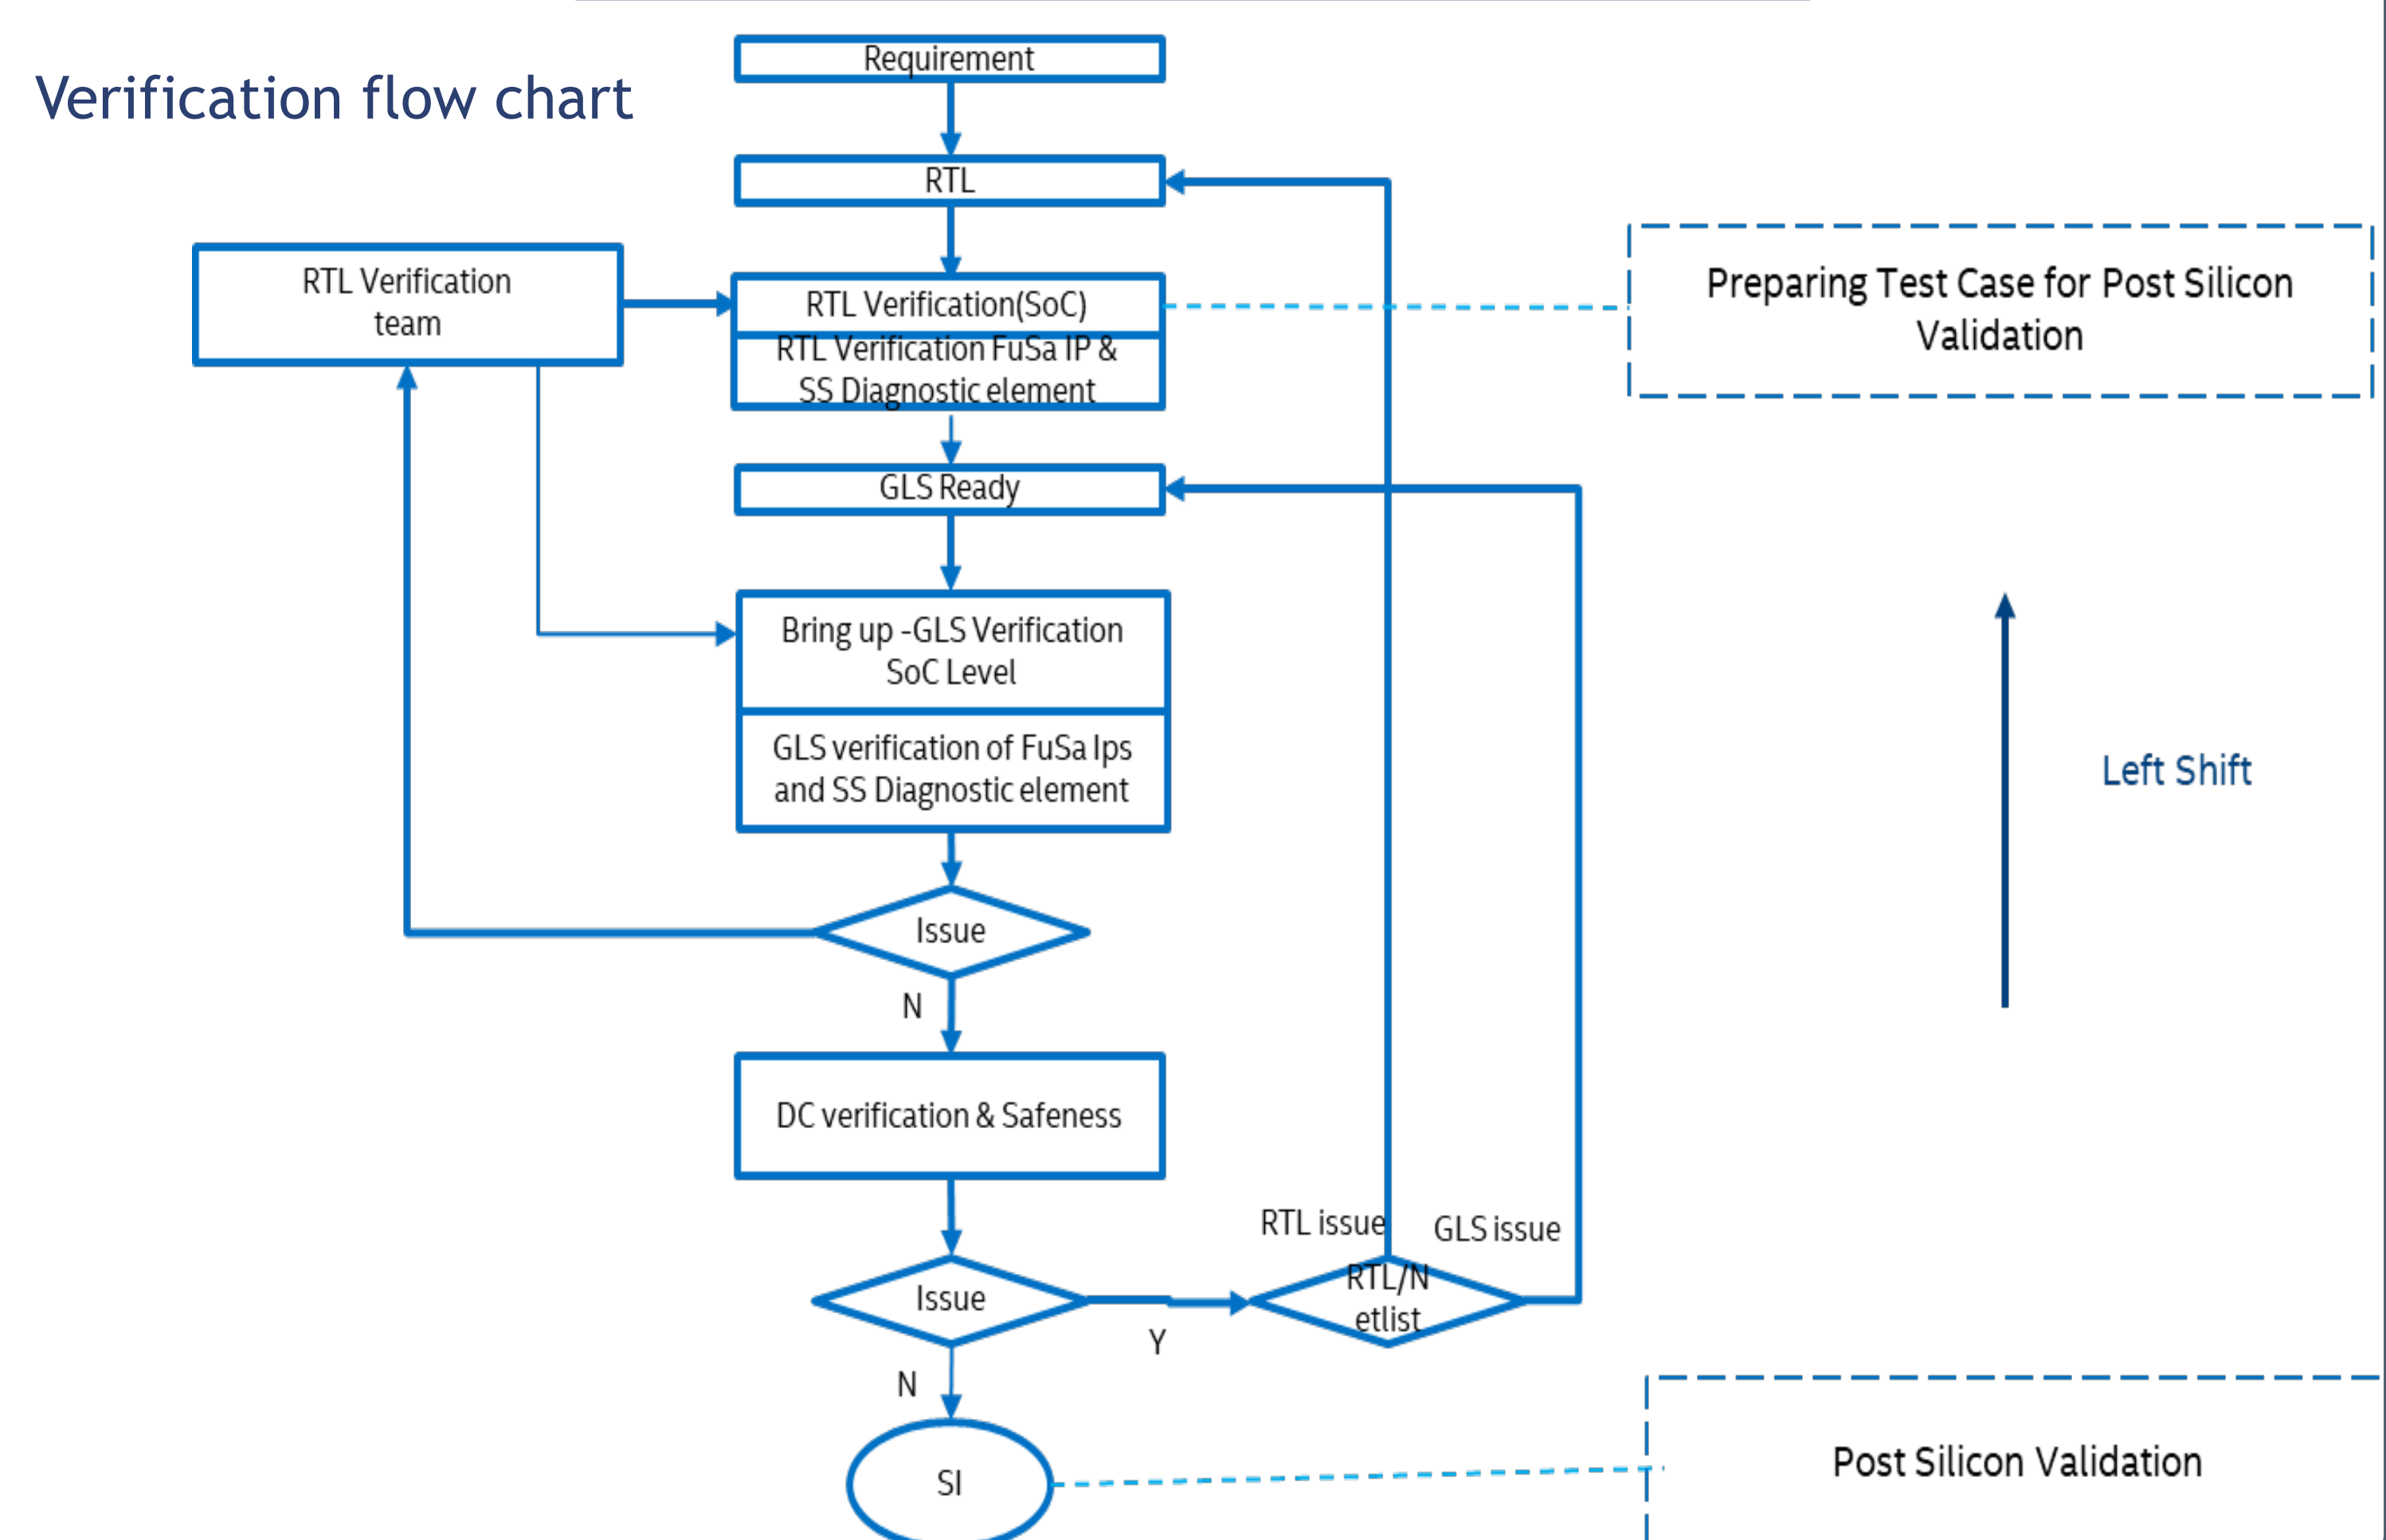 Verification flow chart
Requirement
RTL
RTL Verification
team
RTL Verification(SoC)
RTL Verification FuSa IP &
SS Diagnostic element
Preparing Test Case for Post Silicon
Validation
GLS Ready
Bring up -GLS Verification
SoC Level
GLS verification of FuSa Ips
and SS Diagnostic element
Left Shift
Issue
N
DC verification & Safeness
RTL issue
GLS issue
Issue
RTL/N
etlist
Y
N
SI
Post Silicon Validation